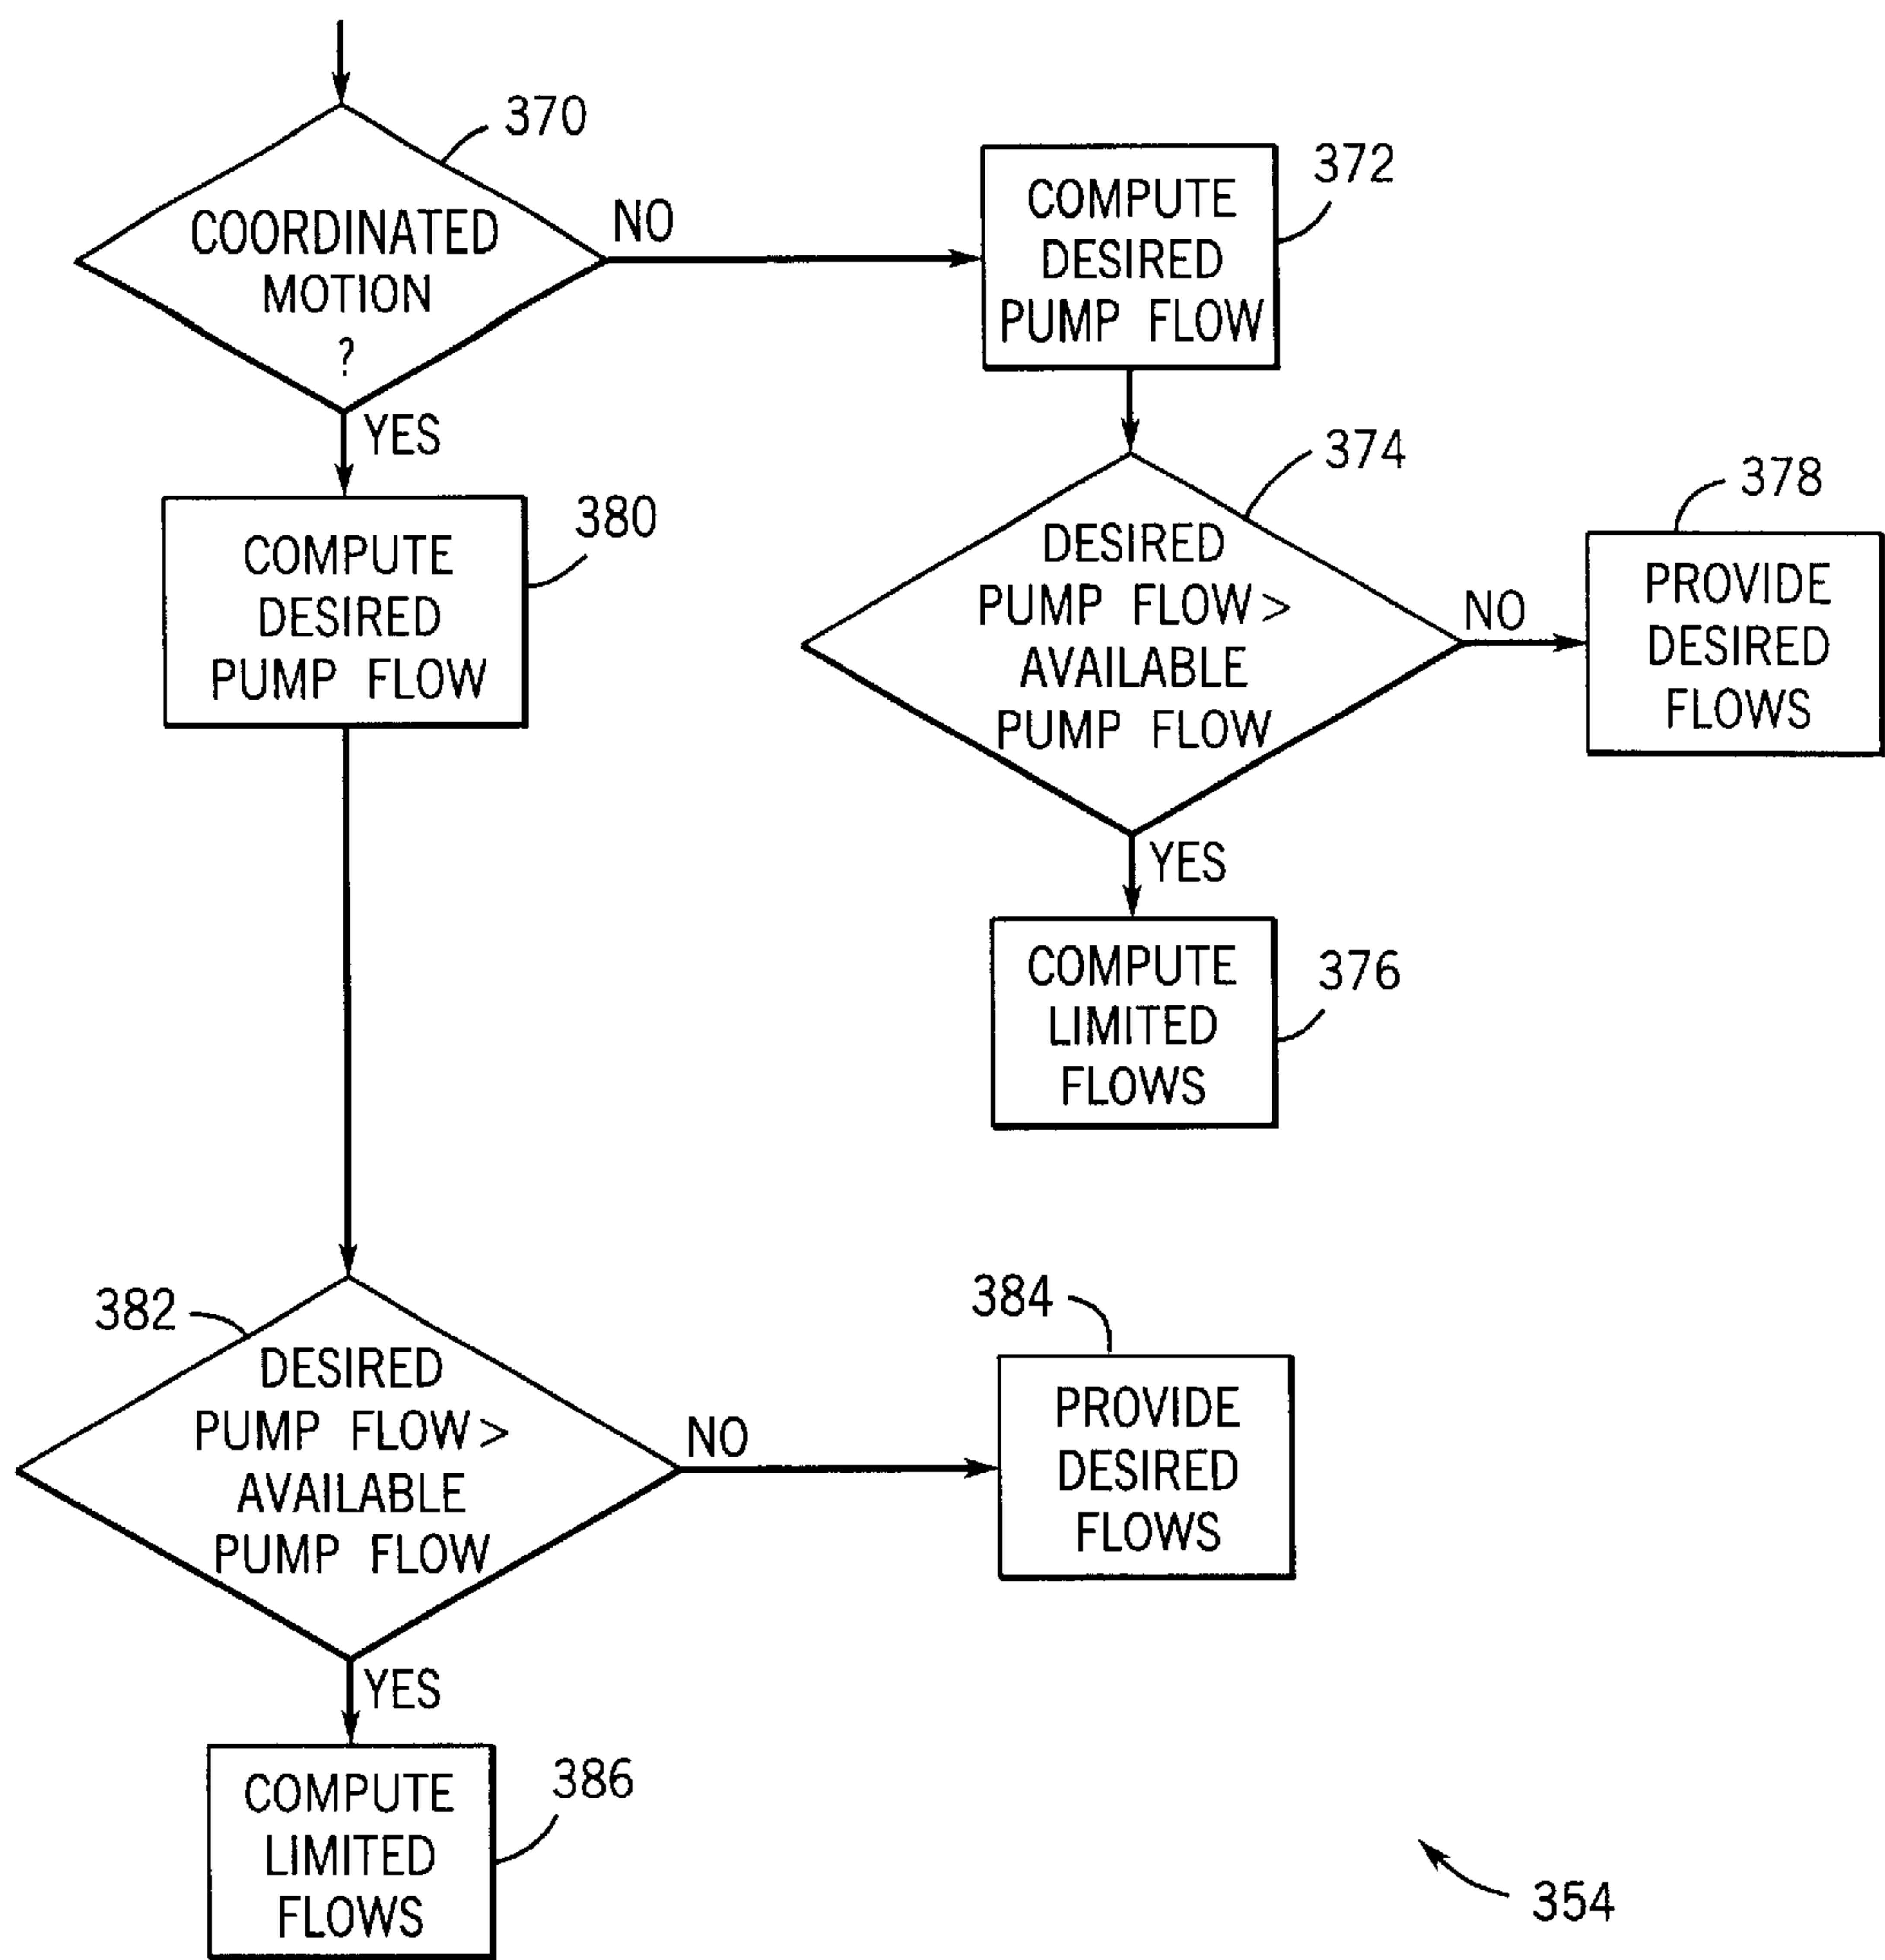 370
COORDINATED
MOTION
?
NO
YES
372
COMPUTE
DESIRED
PUMP FLOW
374
DESIRED
PUMP FLOW >
AVAILABLE
PUMP FLOW
NO
YES
378
PROVIDE
DESIRED
FLOWS
376
COMPUTE
LIMITED
FLOWS
380
COMPUTE
DESIRED
PUMP FLOW
382
DESIRED
PUMP FLOW >
AVAILABLE
PUMP FLOW
NO
YES
384
PROVIDE
DESIRED
FLOWS
386
COMPUTE
LIMITED
FLOWS
354